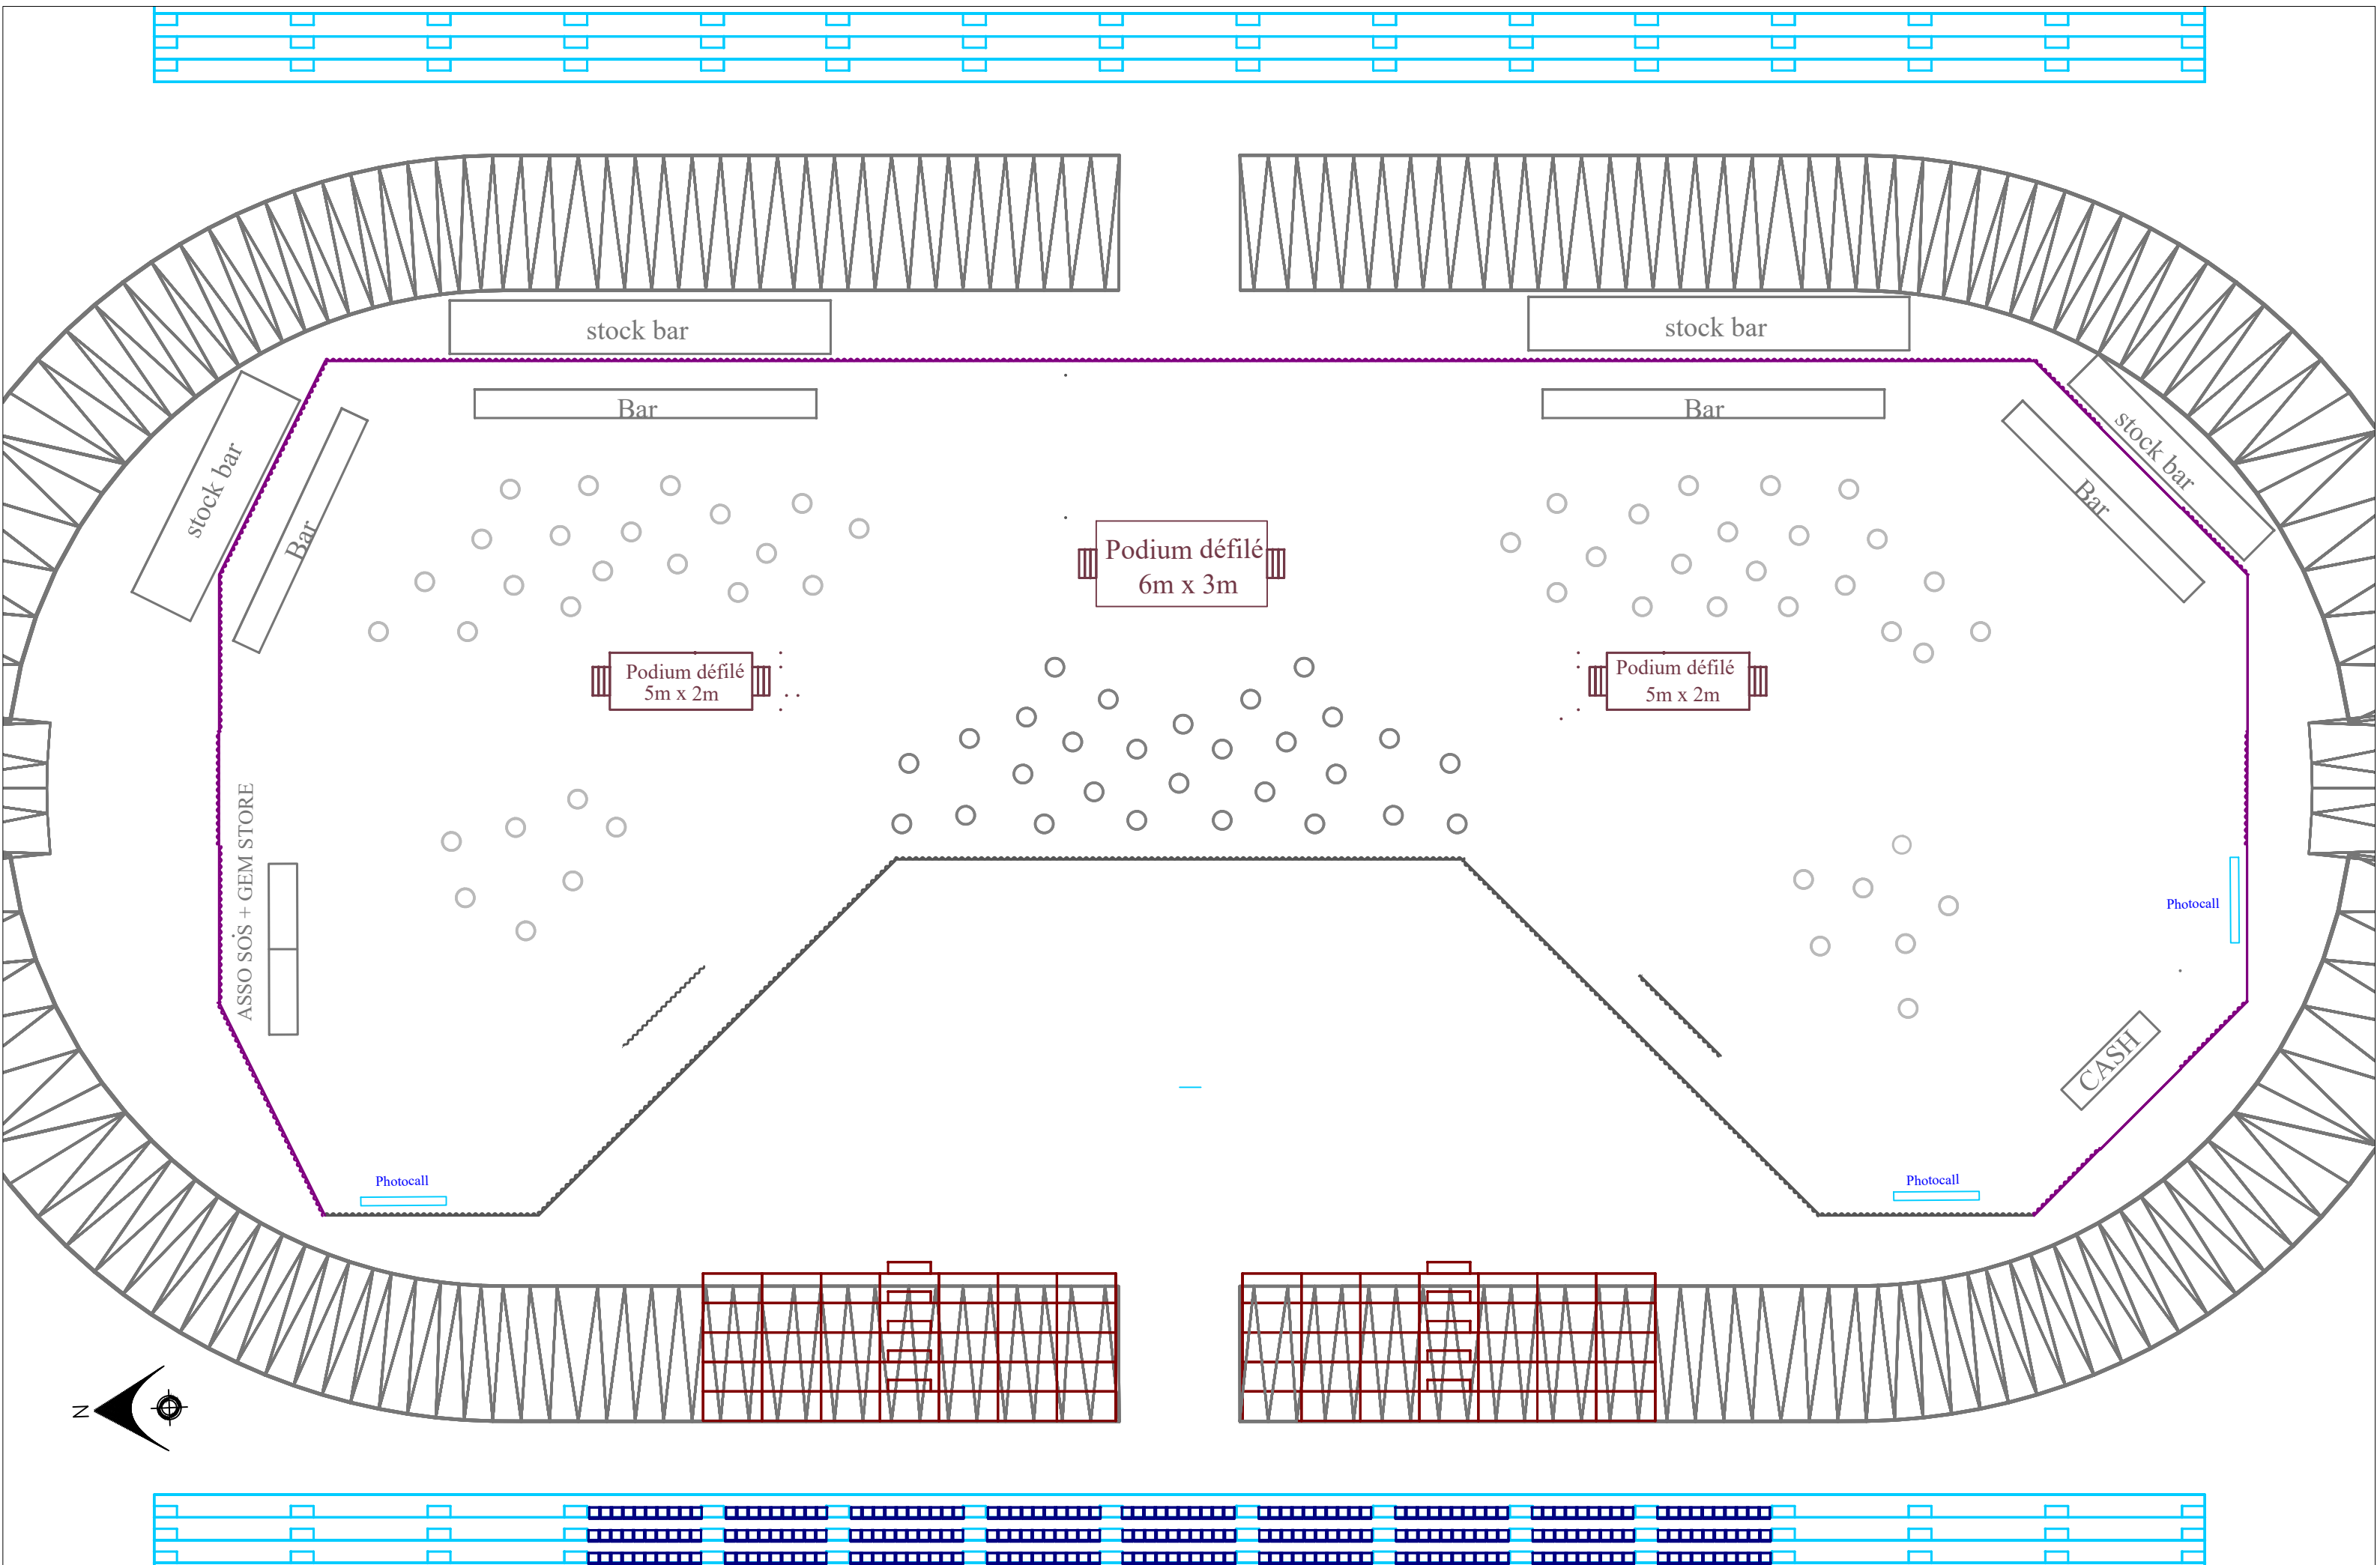 stock bar
stock bar
Bar
Bar
stock bar
Bar
stock bar
Bar
Podium défilé
6m x 3m
Podium défilé
5m x 2m
Podium défilé
5m x 2m
ASSO SOS + GEM STORE
Photocall
CASH
Photocall
Photocall
N